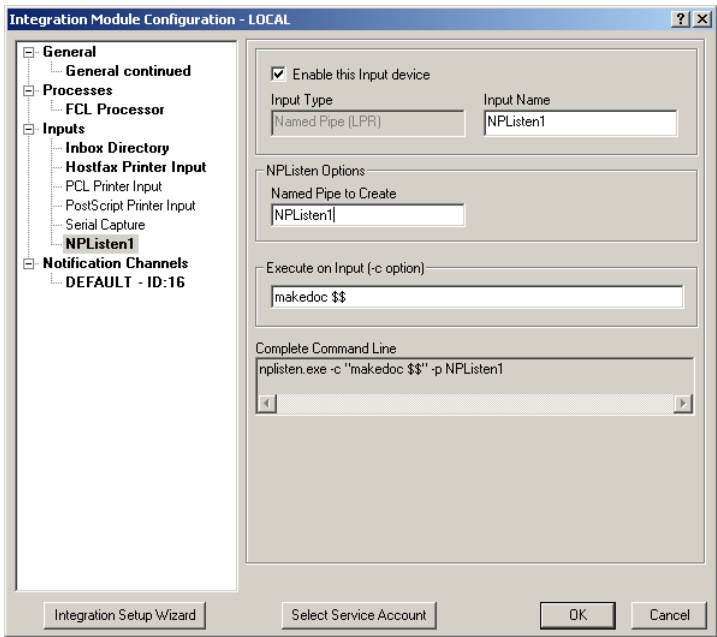 Integration Module Configuration - LOCAL
General
General continued
Processes
FCL Processor
Inputs
Inbox Directory
Hostfax Printer Input
PCL Printer Input
PostScript Printer Input
Serial Capture
NPListen1
Notification Channels
DEFAULT - ID:16
Enable this Input device
Input Type Input Name
Named Pipe (LPR) NPListen1
NPListen Options
Named Pipe to Create
NPListen1
Execute on Input (-c option)
makedoc $$
Complete Command Line
nplisten.exe -c "makedoc $$" -p NPListen1
Integration Setup Wizard Select Service Account OK Cancel